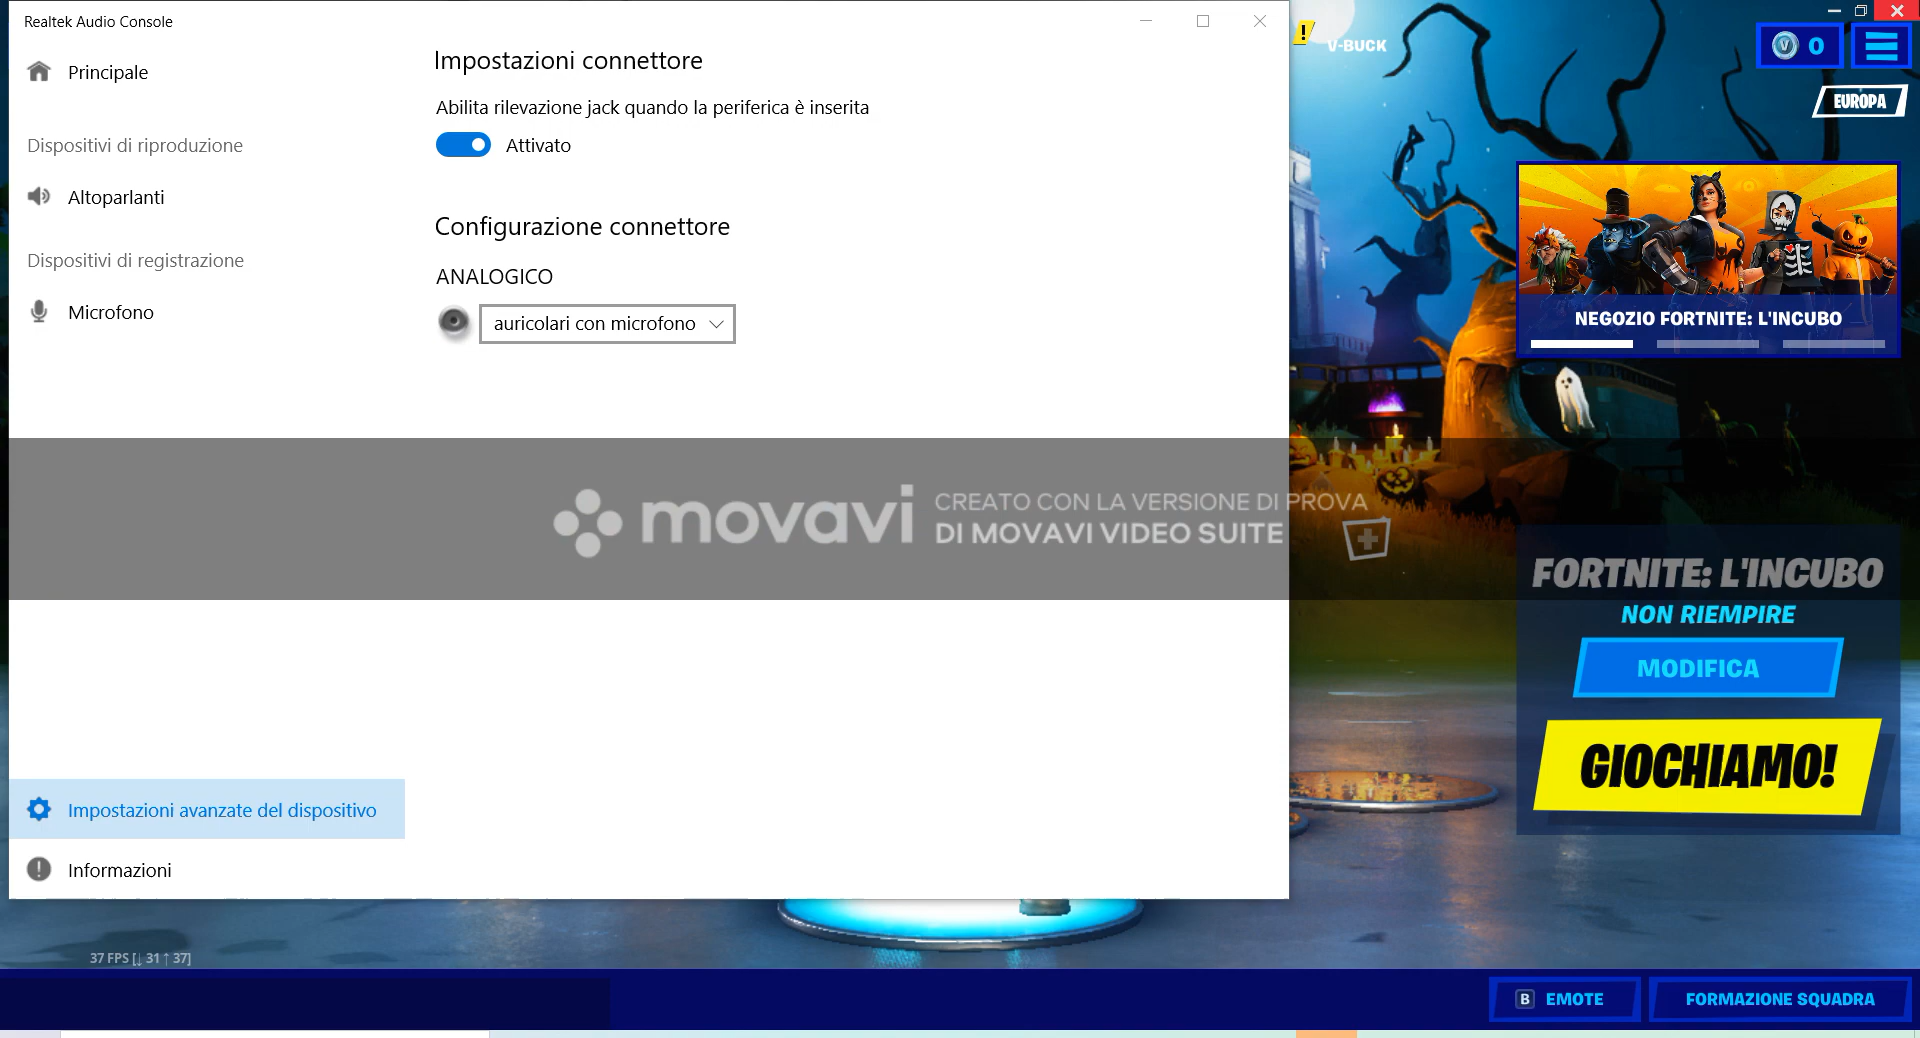 Realtek Audio Console
Principale
Dispositivi di riproduzione
Altoparlanti
Dispositivi di registrazione
Microfono
Impostazioni connettore
Abilita rilevazione jack quando la periferica è inserita
Attivato
Configurazione connettore
ANALOGICO
auricolari con microfono
Impostazioni avanzate del dispositivo
Informazioni
movavi
CREATO CON LA VERSIONE DI PROVA
DI MOVAVI VIDEO SUITE
!
V-BUCK
V 0
EUROPA
NEGOZIO FORTNITE: L'INCUBO
FORTNITE: L'INCUBO
NON RIEMPIRE
MODIFICA
GIOCHIAMO!
37 FPS [↓ 31 ↑ 37]
B EMOTE
FORMAZIONE SQUADRA